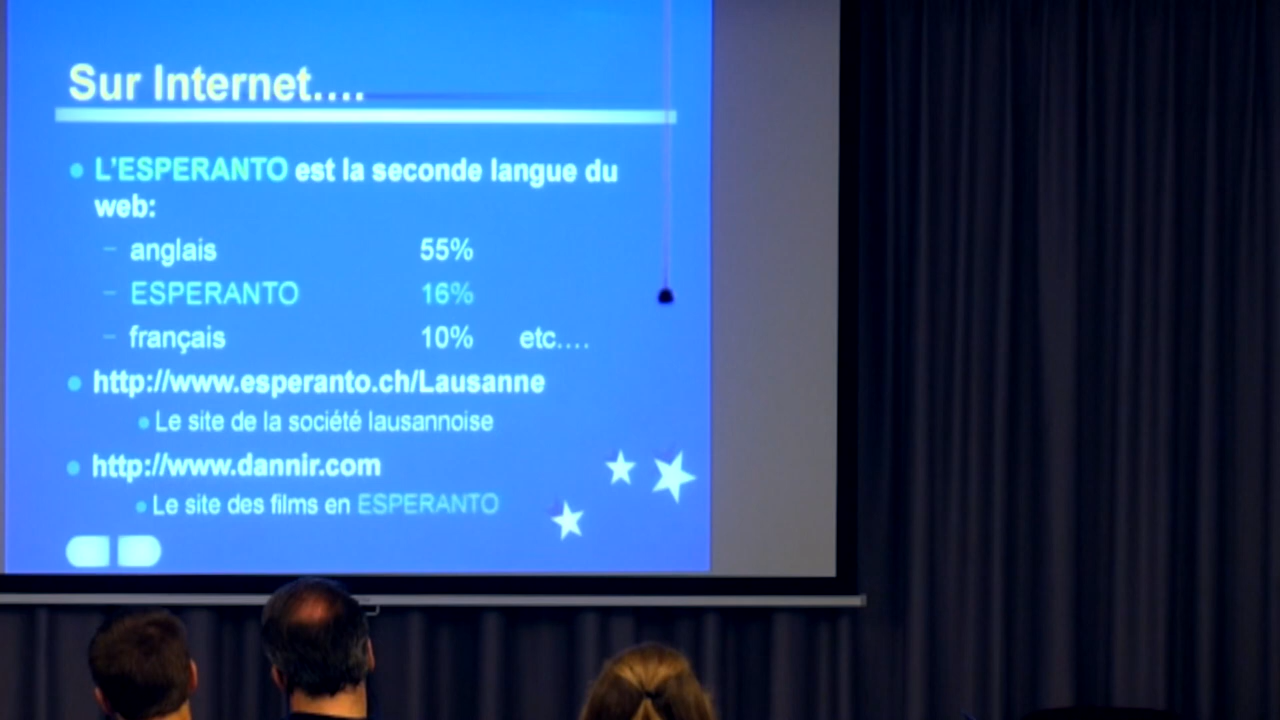 Sur Internet....
L'ESPERANTO est la seconde langue du
web:
– anglais 55%
– ESPERANTO 16%
– français 10% etc....
http://www.esperanto.ch/Lausanne
Le site de la société lausannoise
http://www.dannir.com
Le site des films en ESPERANTO